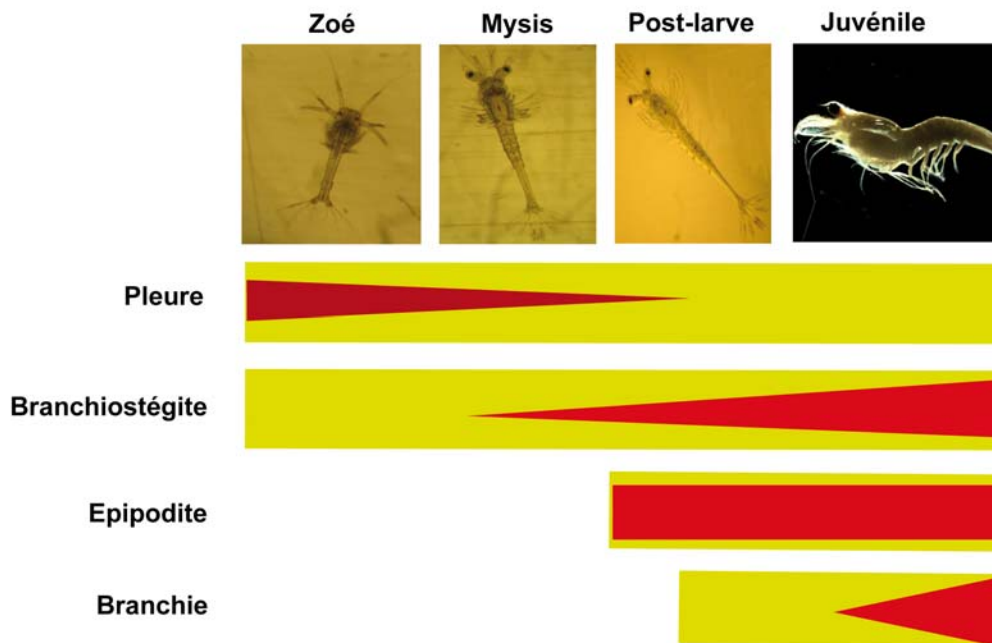 Zoé Mysis Post-larve Juvénile
Pleure
Branchiostégite
Epipodite
Branchie